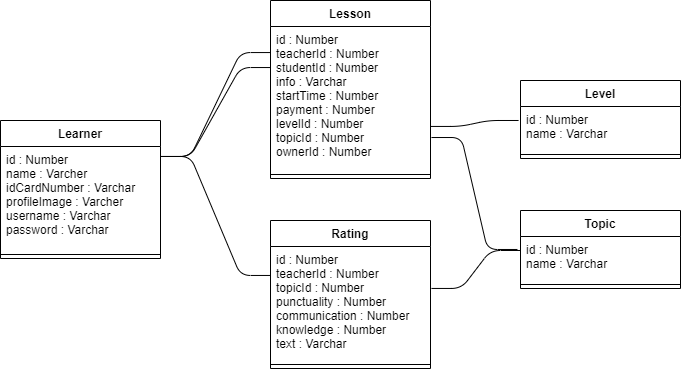 Lesson
id : Number
teacherId : Number
studentId : Number
info : Varchar
startTime : Number
payment : Number
levelId : Number
topicId : Number
ownerId : Number
Level
id : Number
name : Varchar
Learner
id : Number
name : Varcher
idCardNumber : Varchar
profileImage : Varcher
username : Varchar
password : Varchar
Rating
id : Number
teacherId : Number
topicId : Number
punctuality : Number
communication : Number
knowledge : Number
text : Varchar
Topic
id : Number
name : Varchar